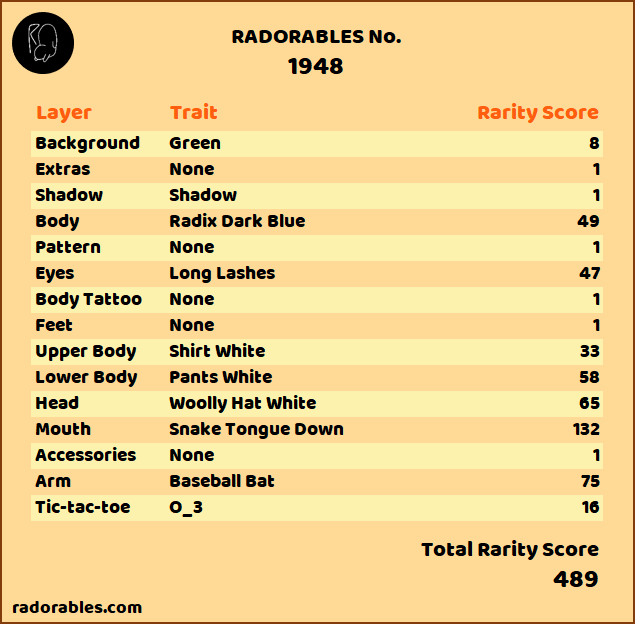 RADORABLES No.
1948
Layer Trait Rarity Score
Background Green 8
Extras None 1
Shadow Shadow 1
Body Radix Dark Blue 49
Pattern None 1
Eyes Long Lashes 47
Body Tattoo None 1
Feet None 1
Upper Body Shirt White 33
Lower Body Pants White 58
Head Woolly Hat White 65
Mouth Snake Tongue Down 132
Accessories None 1
Arm Baseball Bat 75
Tic-tac-toe O_3 16
Total Rarity Score
489
radorables.com